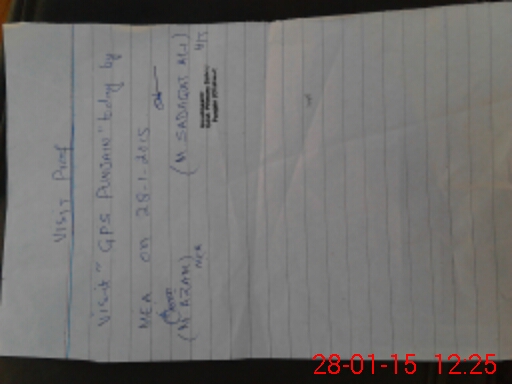 Visit Proof
Visit "GPS PUNJAIN" today by
MEA on 28-1-2015
(M AZAM)
MEA
(M SADAQAT ALI)
28-01-15 12:25